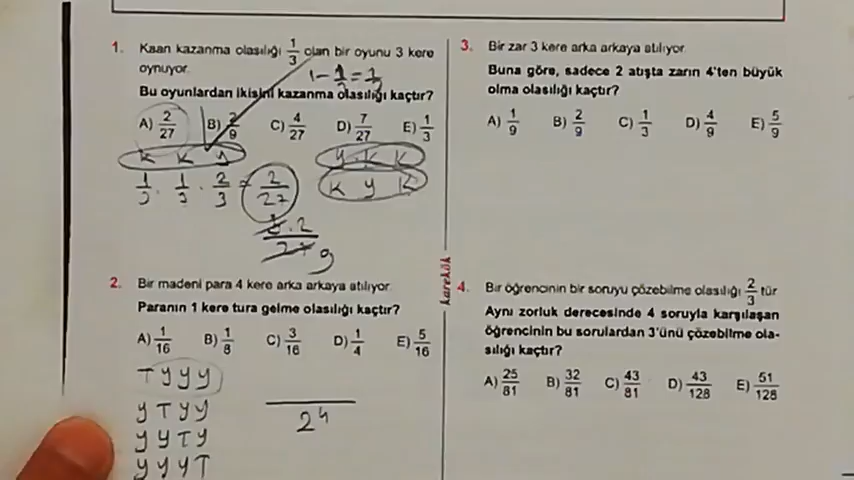 1. Kaan kazanma olasılığı 1/3 olan bir oyunu 3 kere
oynuyor.
1 - 1/3 = 2/3
Bu oyunlardan ikisini kazanma olasılığı kaçtır?
A) 2/27 B) 2/9 C) 4/27 D) 7/27 E) 1/3
K K Y
Y K K
1/3 . 1/3 . 2/3 = 2/27
K Y K
3.2/27 9
2. Bir madeni para 4 kere arka arkaya atılıyor.
Paranın 1 kere tura gelme olasılığı kaçtır?
A) 1/16 B) 1/8 C) 3/16 D) 1/4 E) 5/16
T Y Y Y
Y T Y Y
Y Y T Y
Y Y Y T
2^4
karekök
3. Bir zar 3 kere arka arkaya atılıyor.
Buna göre, sadece 2 atışta zarın 4'ten büyük
olma olasılığı kaçtır?
A) 1/9 B) 2/9 C) 1/3 D) 4/9 E) 5/9
4. Bir öğrencinin bir soruyu çözebilme olasılığı 2/3 tür
Aynı zorluk derecesinde 4 soruyla karşılaşan
öğrencinin bu sorulardan 3'ünü çözebilme ola-
sılığı kaçtır?
A) 25/81 B) 32/81 C) 43/81 D) 43/128 E) 51/128